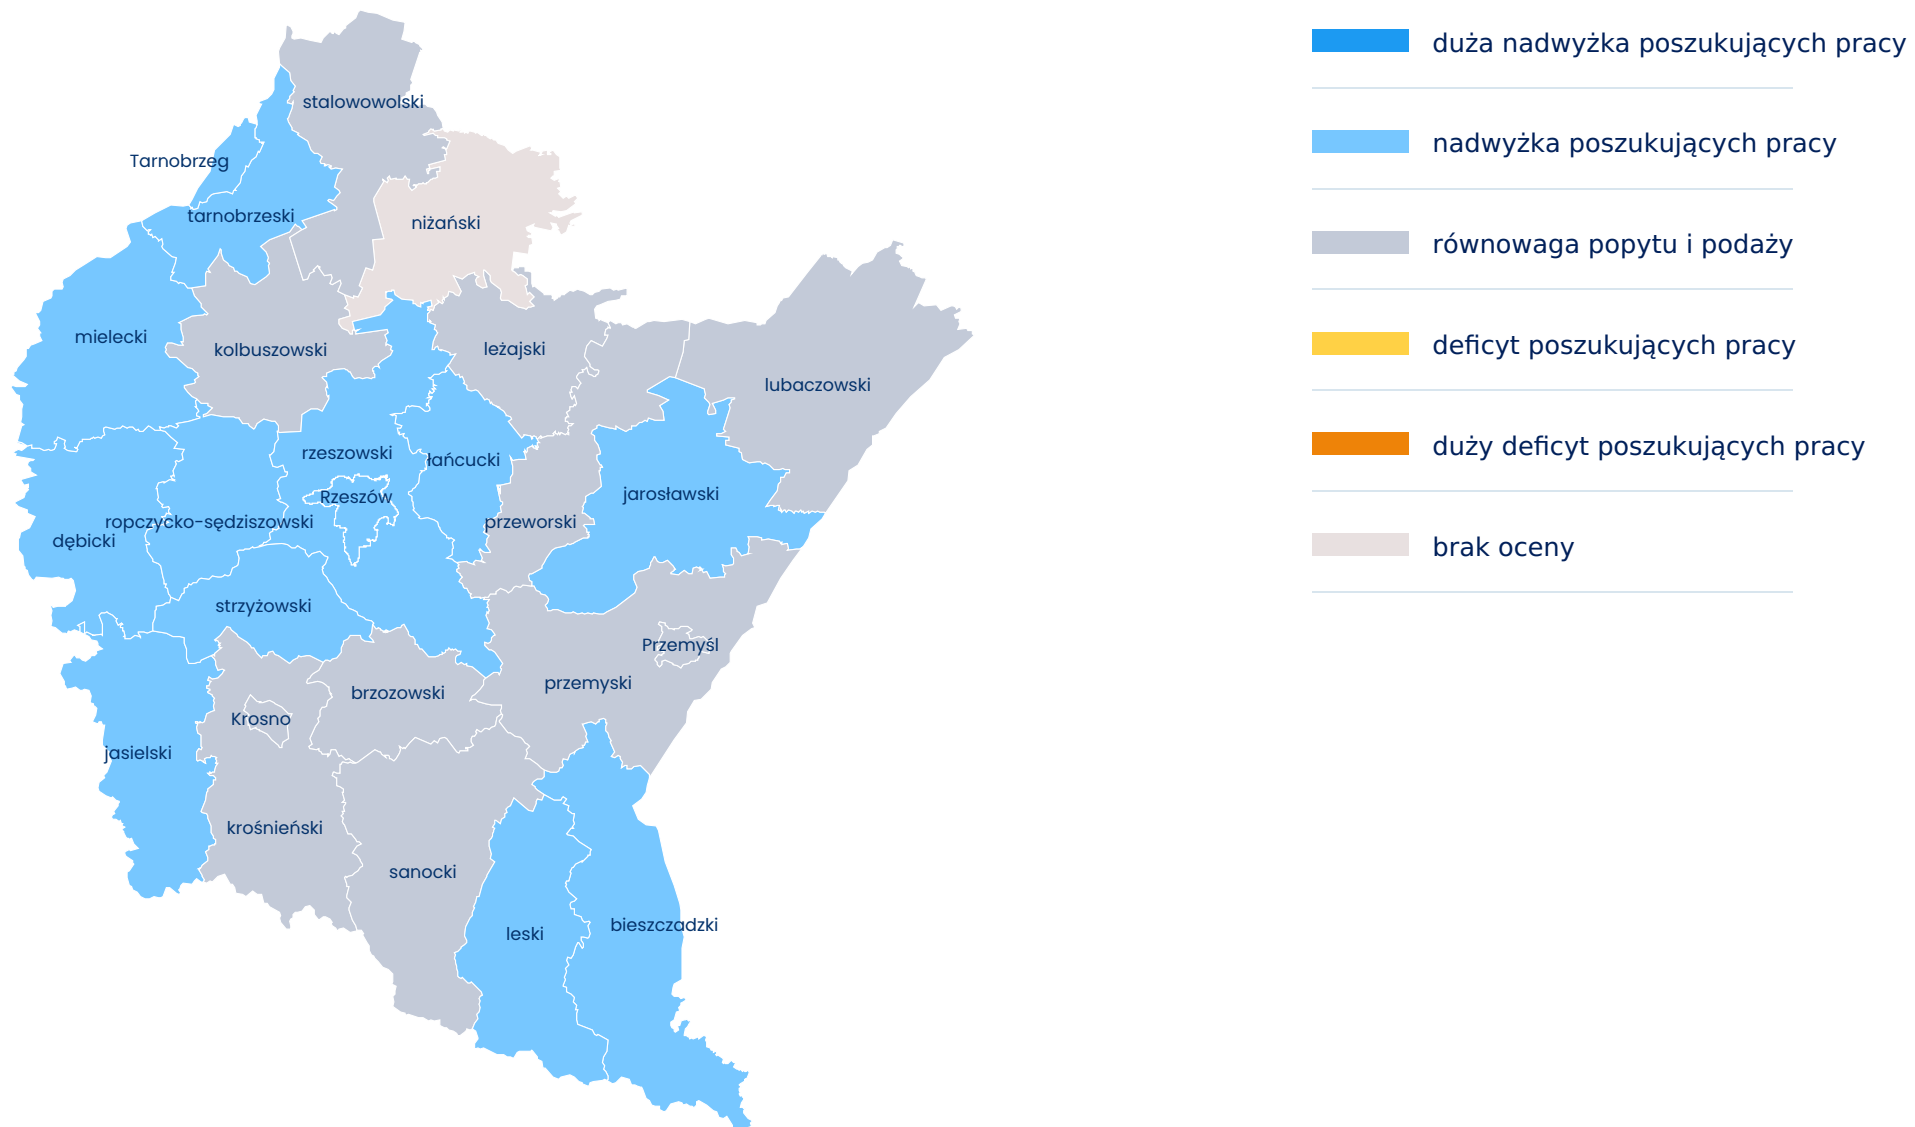 stalowowolski
Tarnobrzeg
tarnobrzeski
niżański
mielecki
kolbuszowski
leżajski
lubaczowski
rzeszowski
łańcucki
Rzeszów
jarosławski
ropczycko-sędziszowski
przeworski
dębicki
strzyżowski
Przemyśl
przemyski
brzozowski
Krosno
jasielski
krośnieński
sanocki
leski
bieszczadzki
duża nadwyżka poszukujących pracy
nadwyżka poszukujących pracy
równowaga popytu i podaży
deficyt poszukujących pracy
duży deficyt poszukujących pracy
brak oceny